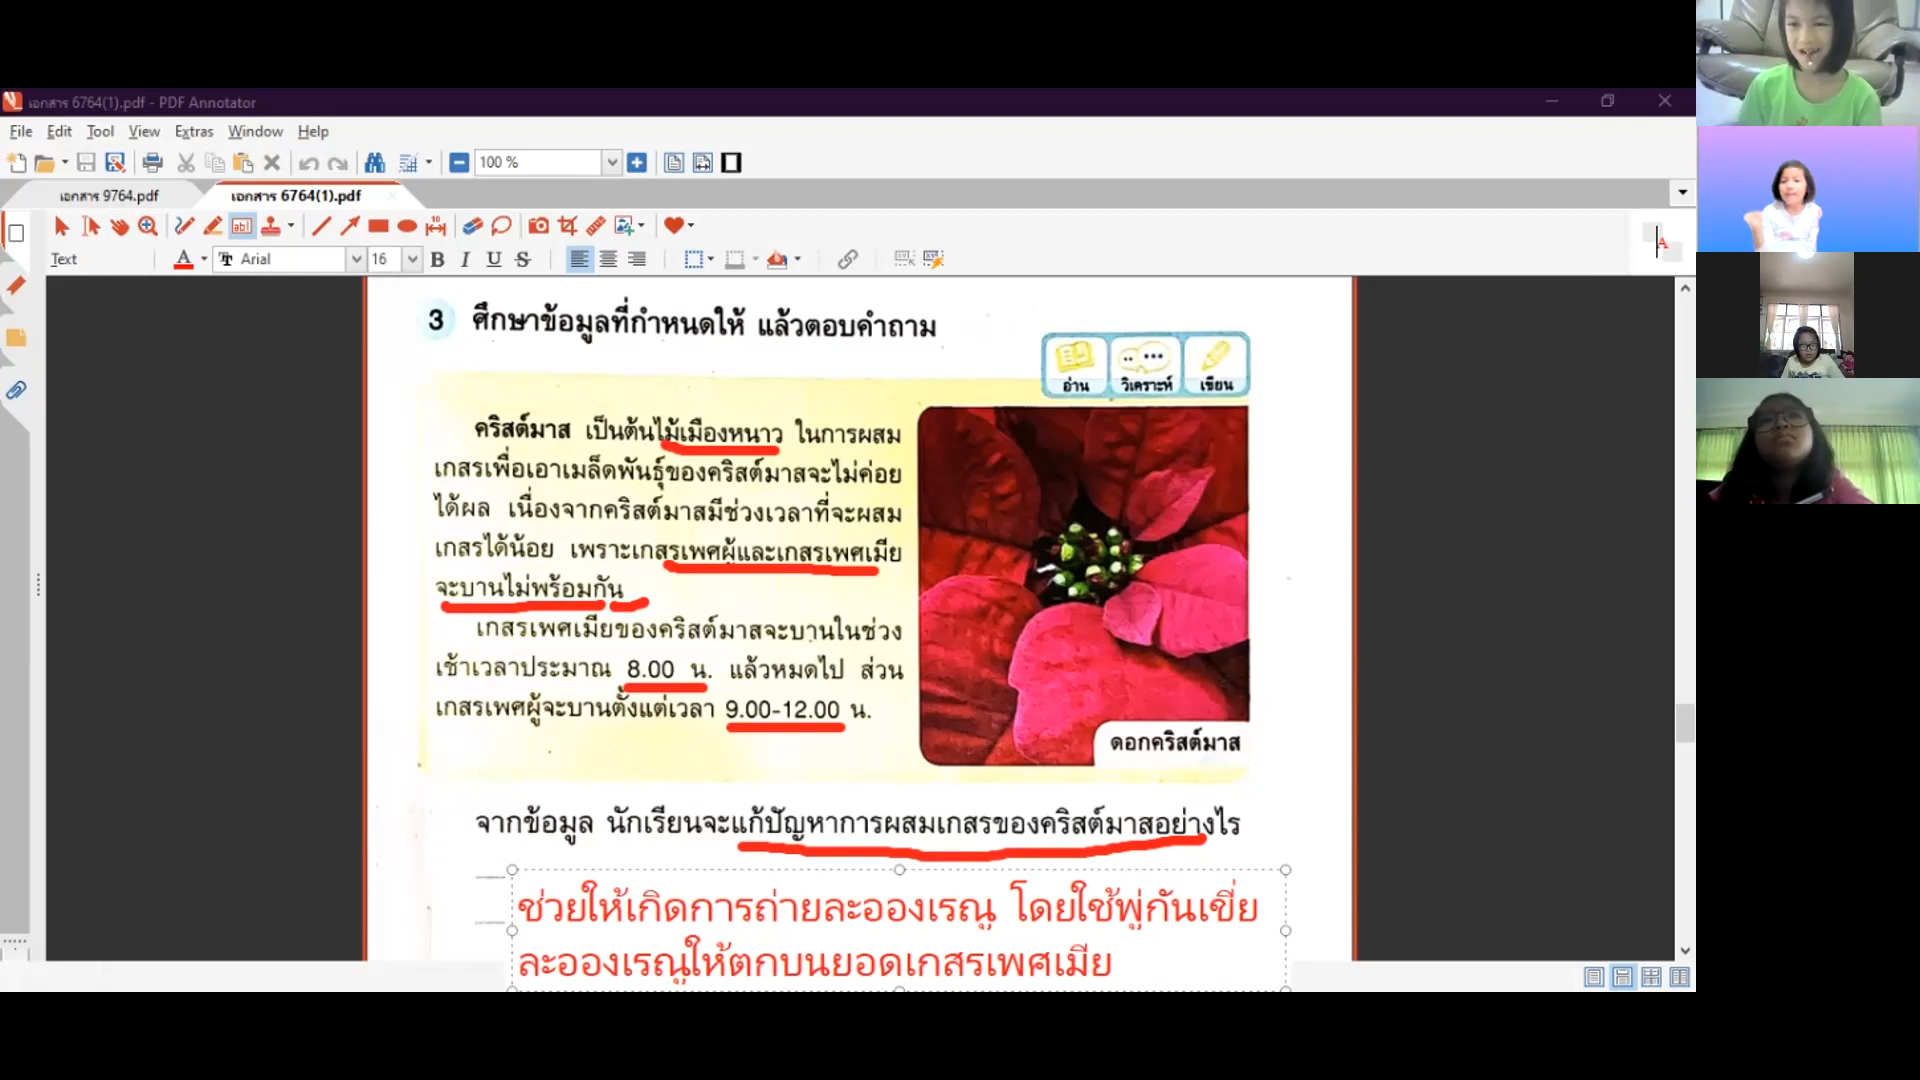 เอกสาร 6764(1).pdf - PDF Annotator
File Edit Tool View Extras Window Help
100 %
เอกสาร 9764.pdf
เอกสาร 6764(1).pdf
Text
Arial
16
B I U S
3 ศึกษาข้อมูลที่กำหนดให้ แล้วตอบคำถาม
อ่าน วิเคราะห์ เขียน
คริสต์มาส เป็นต้นไม้เมืองหนาว ในการผสม
เกสรเพื่อเอาเมล็ดพันธุ์ของคริสต์มาสจะไม่ค่อย
ได้ผล เนื่องจากคริสต์มาสมีช่วงเวลาที่จะผสม
เกสรได้น้อย เพราะเกสรเพศผู้และเกสรเพศเมีย
จะบานไม่พร้อมกัน
เกสรเพศเมียของคริสต์มาสจะบานในช่วง
เช้าเวลาประมาณ 8.00 น. แล้วหมดไป ส่วน
เกสรเพศผู้จะบานตั้งแต่เวลา 9.00-12.00 น.
ดอกคริสต์มาส
จากข้อมูล นักเรียนจะแก้ปัญหาการผสมเกสรของคริสต์มาสอย่างไร
ช่วยให้เกิดการถ่ายละอองเรณู โดยใช้พู่กันเขี่ย
ละอองเรณูให้ตกบนยอดเกสรเพศเมีย